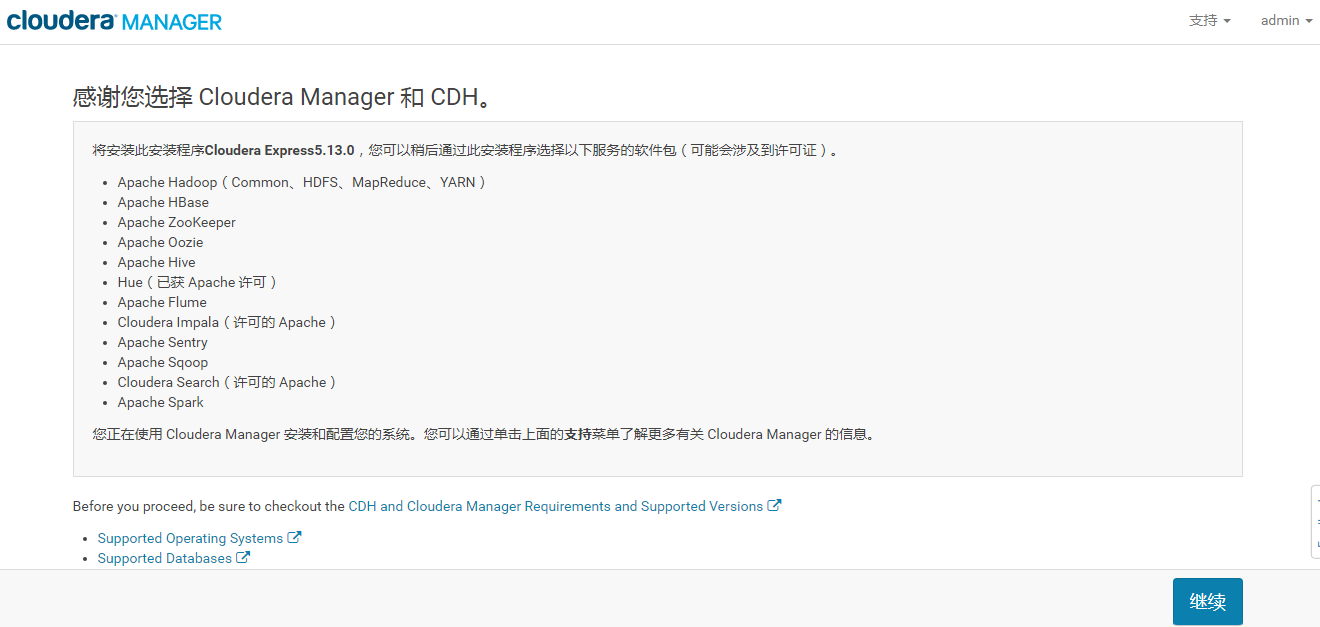 cloudera MANAGER
支持
admin
感谢您选择 Cloudera Manager 和 CDH。
将安装此安装程序Cloudera Express5.13.0，您可以稍后通过此安装程序选择以下服务的软件包（可能会涉及到许可证）。
Apache Hadoop（Common、HDFS、MapReduce、YARN）
Apache HBase
Apache ZooKeeper
Apache Oozie
Apache Hive
Hue（已获 Apache 许可）
Apache Flume
Cloudera Impala（许可的 Apache）
Apache Sentry
Apache Sqoop
Cloudera Search（许可的 Apache）
Apache Spark
您正在使用 Cloudera Manager 安装和配置您的系统。您可以通过单击上面的支持菜单了解更多有关 Cloudera Manager 的信息。
Before you proceed, be sure to checkout the CDH and Cloudera Manager Requirements and Supported Versions
Supported Operating Systems
Supported Databases
继续